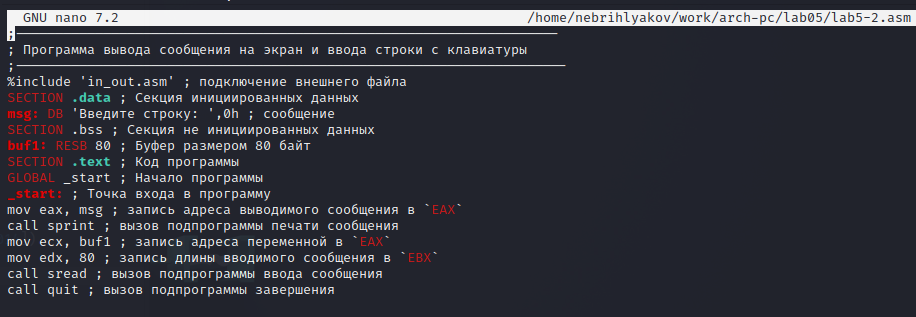 GNU nano 7.2 /home/nebrihlyakov/work/arch-pc/lab05/lab5-2.asm
;--------------------------------------------------------------------
; Программа вывода сообщения на экран и ввода строки с клавиатуры
;---------------------------------------------------------------------
%include 'in_out.asm' ; подключение внешнего файла
SECTION .data ; Секция инициированных данных
msg: DB 'Введите строку: ',0h ; сообщение
SECTION .bss ; Секция не инициированных данных
buf1: RESB 80 ; Буфер размером 80 байт
SECTION .text ; Код программы
GLOBAL _start ; Начало программы
_start: ; Точка входа в программу
mov eax, msg ; запись адреса выводимого сообщения в `EAX`
call sprint ; вызов подпрограммы печати сообщения
mov ecx, buf1 ; запись адреса переменной в `EAX`
mov edx, 80 ; запись длины вводимого сообщения в `EBX`
call sread ; вызов подпрограммы ввода сообщения
call quit ; вызов подпрограммы завершения